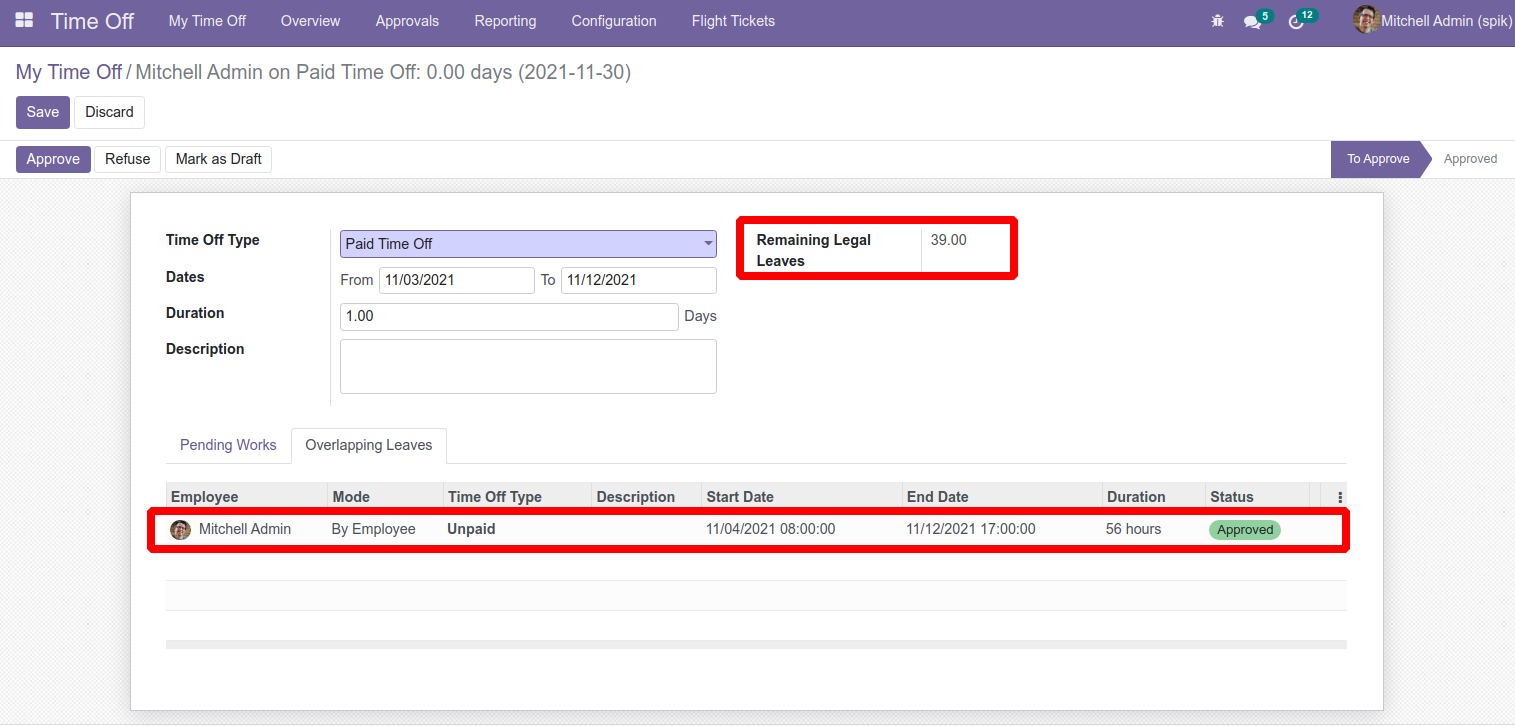 Time Off My Time Off Overview Approvals Reporting Configuration Flight Tickets 5 12 Mitchell Admin (spik)
My Time Off / Mitchell Admin on Paid Time Off: 0.00 days (2021-11-30)
Save Discard
Approve Refuse Mark as Draft To Approve Approved
Time Off Type Paid Time Off
Remaining Legal Leaves 39.00
Dates From 11/03/2021 To 11/12/2021
Duration 1.00 Days
Description
Pending Works Overlapping Leaves
Employee Mode Time Off Type Description Start Date End Date Duration Status
Mitchell Admin By Employee Unpaid 11/04/2021 08:00:00 11/12/2021 17:00:00 56 hours Approved